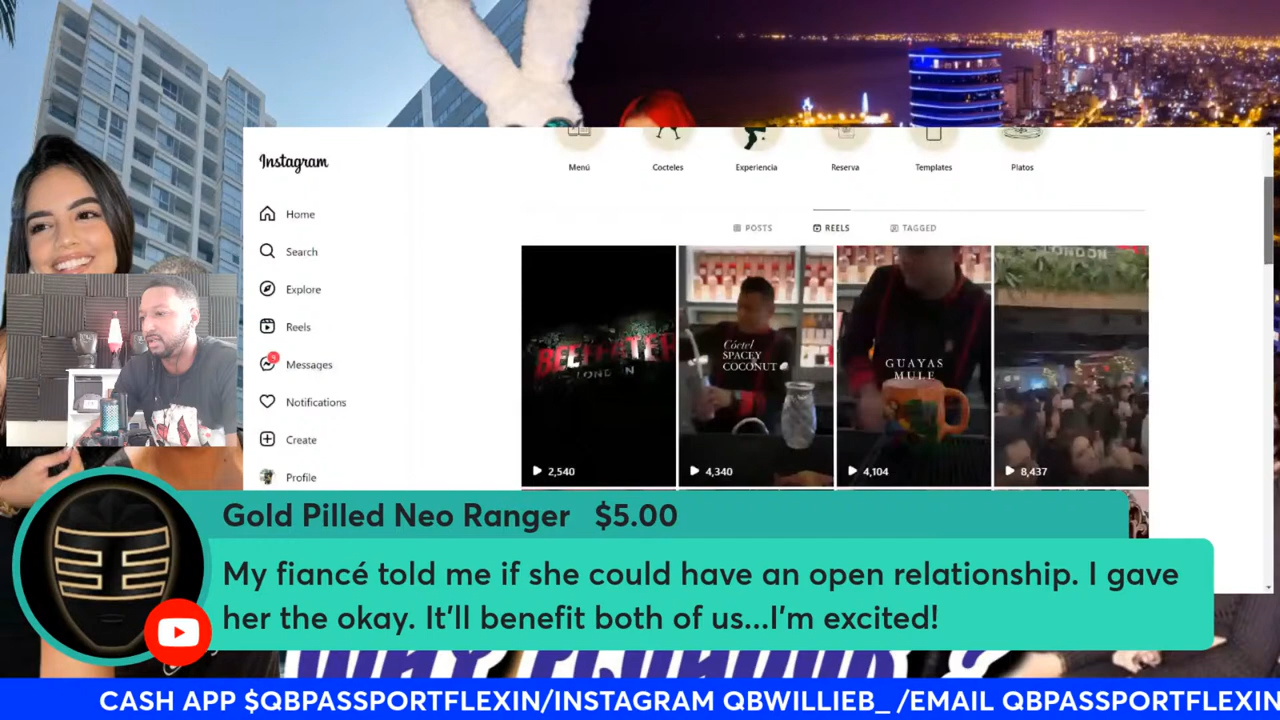 Instagram
Menú
Cocteles
Experiencia
Reserva
Templates
Platos
Home
POSTS
REELS
TAGGED
Search
Explore
Reels
Messages
Notifications
Create
Profile
BEEFEATER
LONDON
Cóctel
SPACEY
COCONUT
GUAYAS
MULE
LONDON
2,540
4,340
4,104
8,437
Gold Pilled Neo Ranger $5.00
My fiancé told me if she could have an open relationship. I gave
her the okay. It'll benefit both of us...I'm excited!
CASH APP $QBPASSPORTFLEXIN/INSTAGRAM QBWILLIEB_ /EMAIL QBPASSPORTFLEXIN